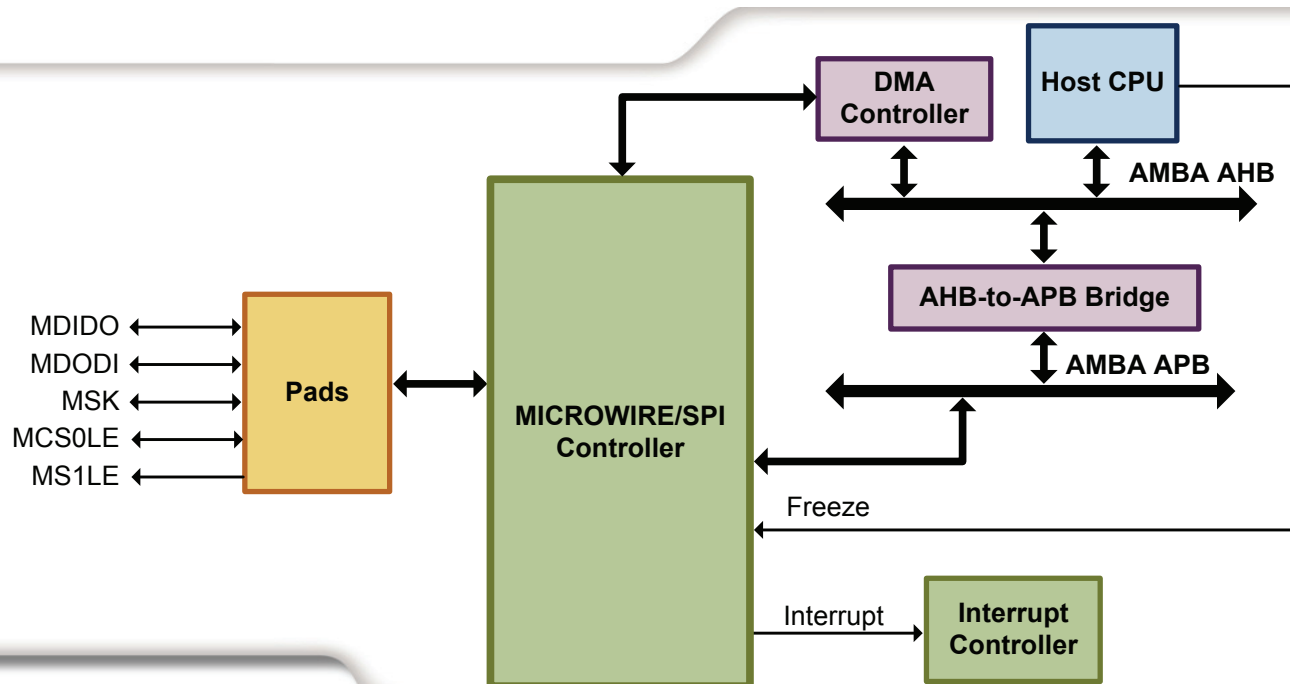 DMA
Controller
Host CPU
AMBA AHB
AHB-to-APB Bridge
AMBA APB
MDIDO
MDODI
MSK
MCS0LE
MS1LE
Pads
MICROWIRE/SPI
Controller
Freeze
Interrupt
Interrupt
Controller